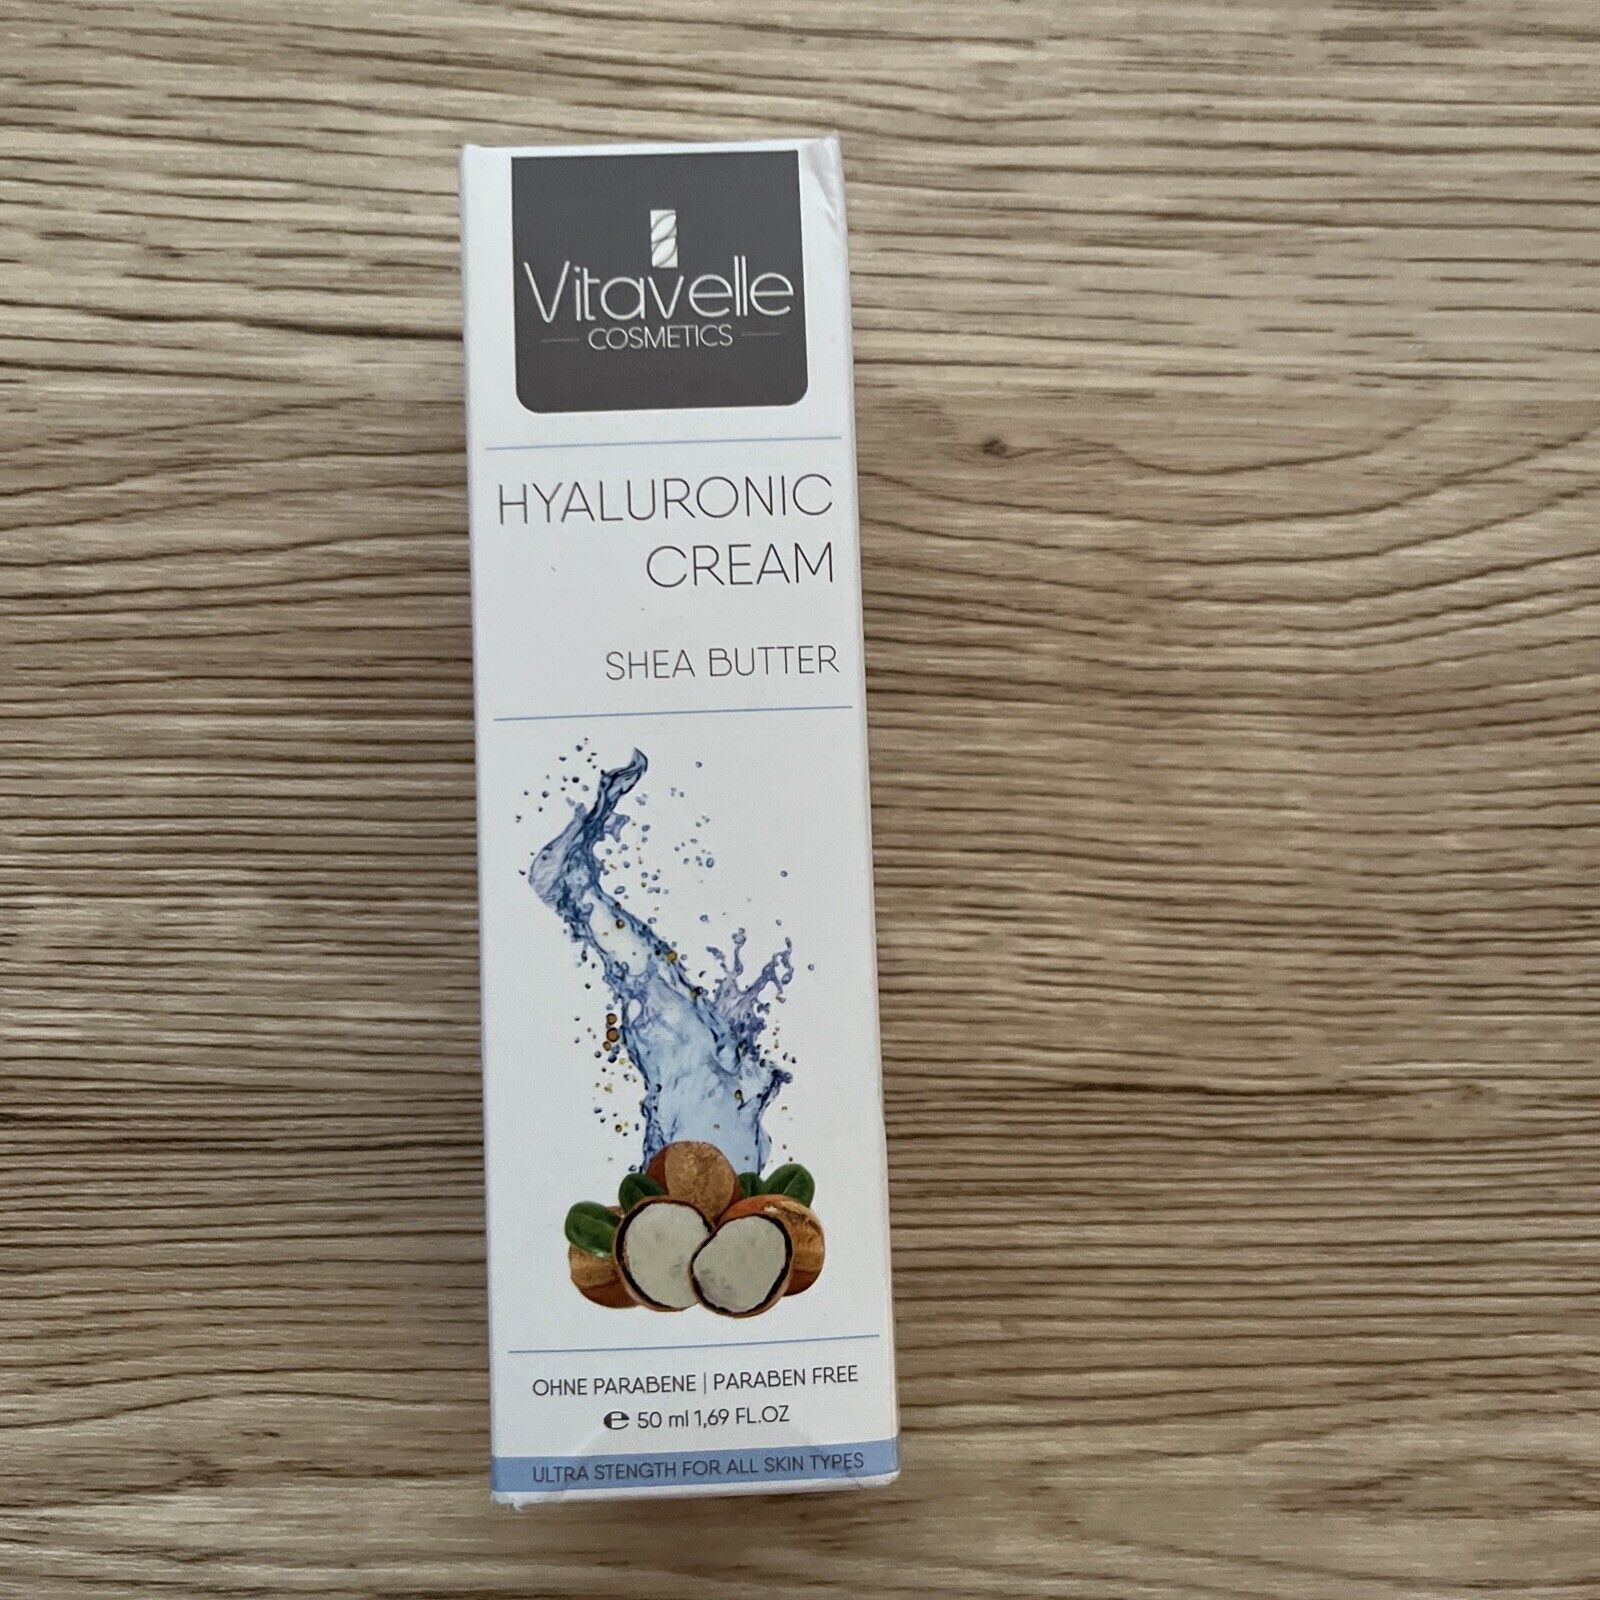 Vitavelle
COSMETICS
HYALURONIC
CREAM
SHEA BUTTER
OHNE PARABENE | PARABEN FREE
℮ 50 ml 1,69 FL.OZ
ULTRA STENGTH FOR ALL SKIN TYPES